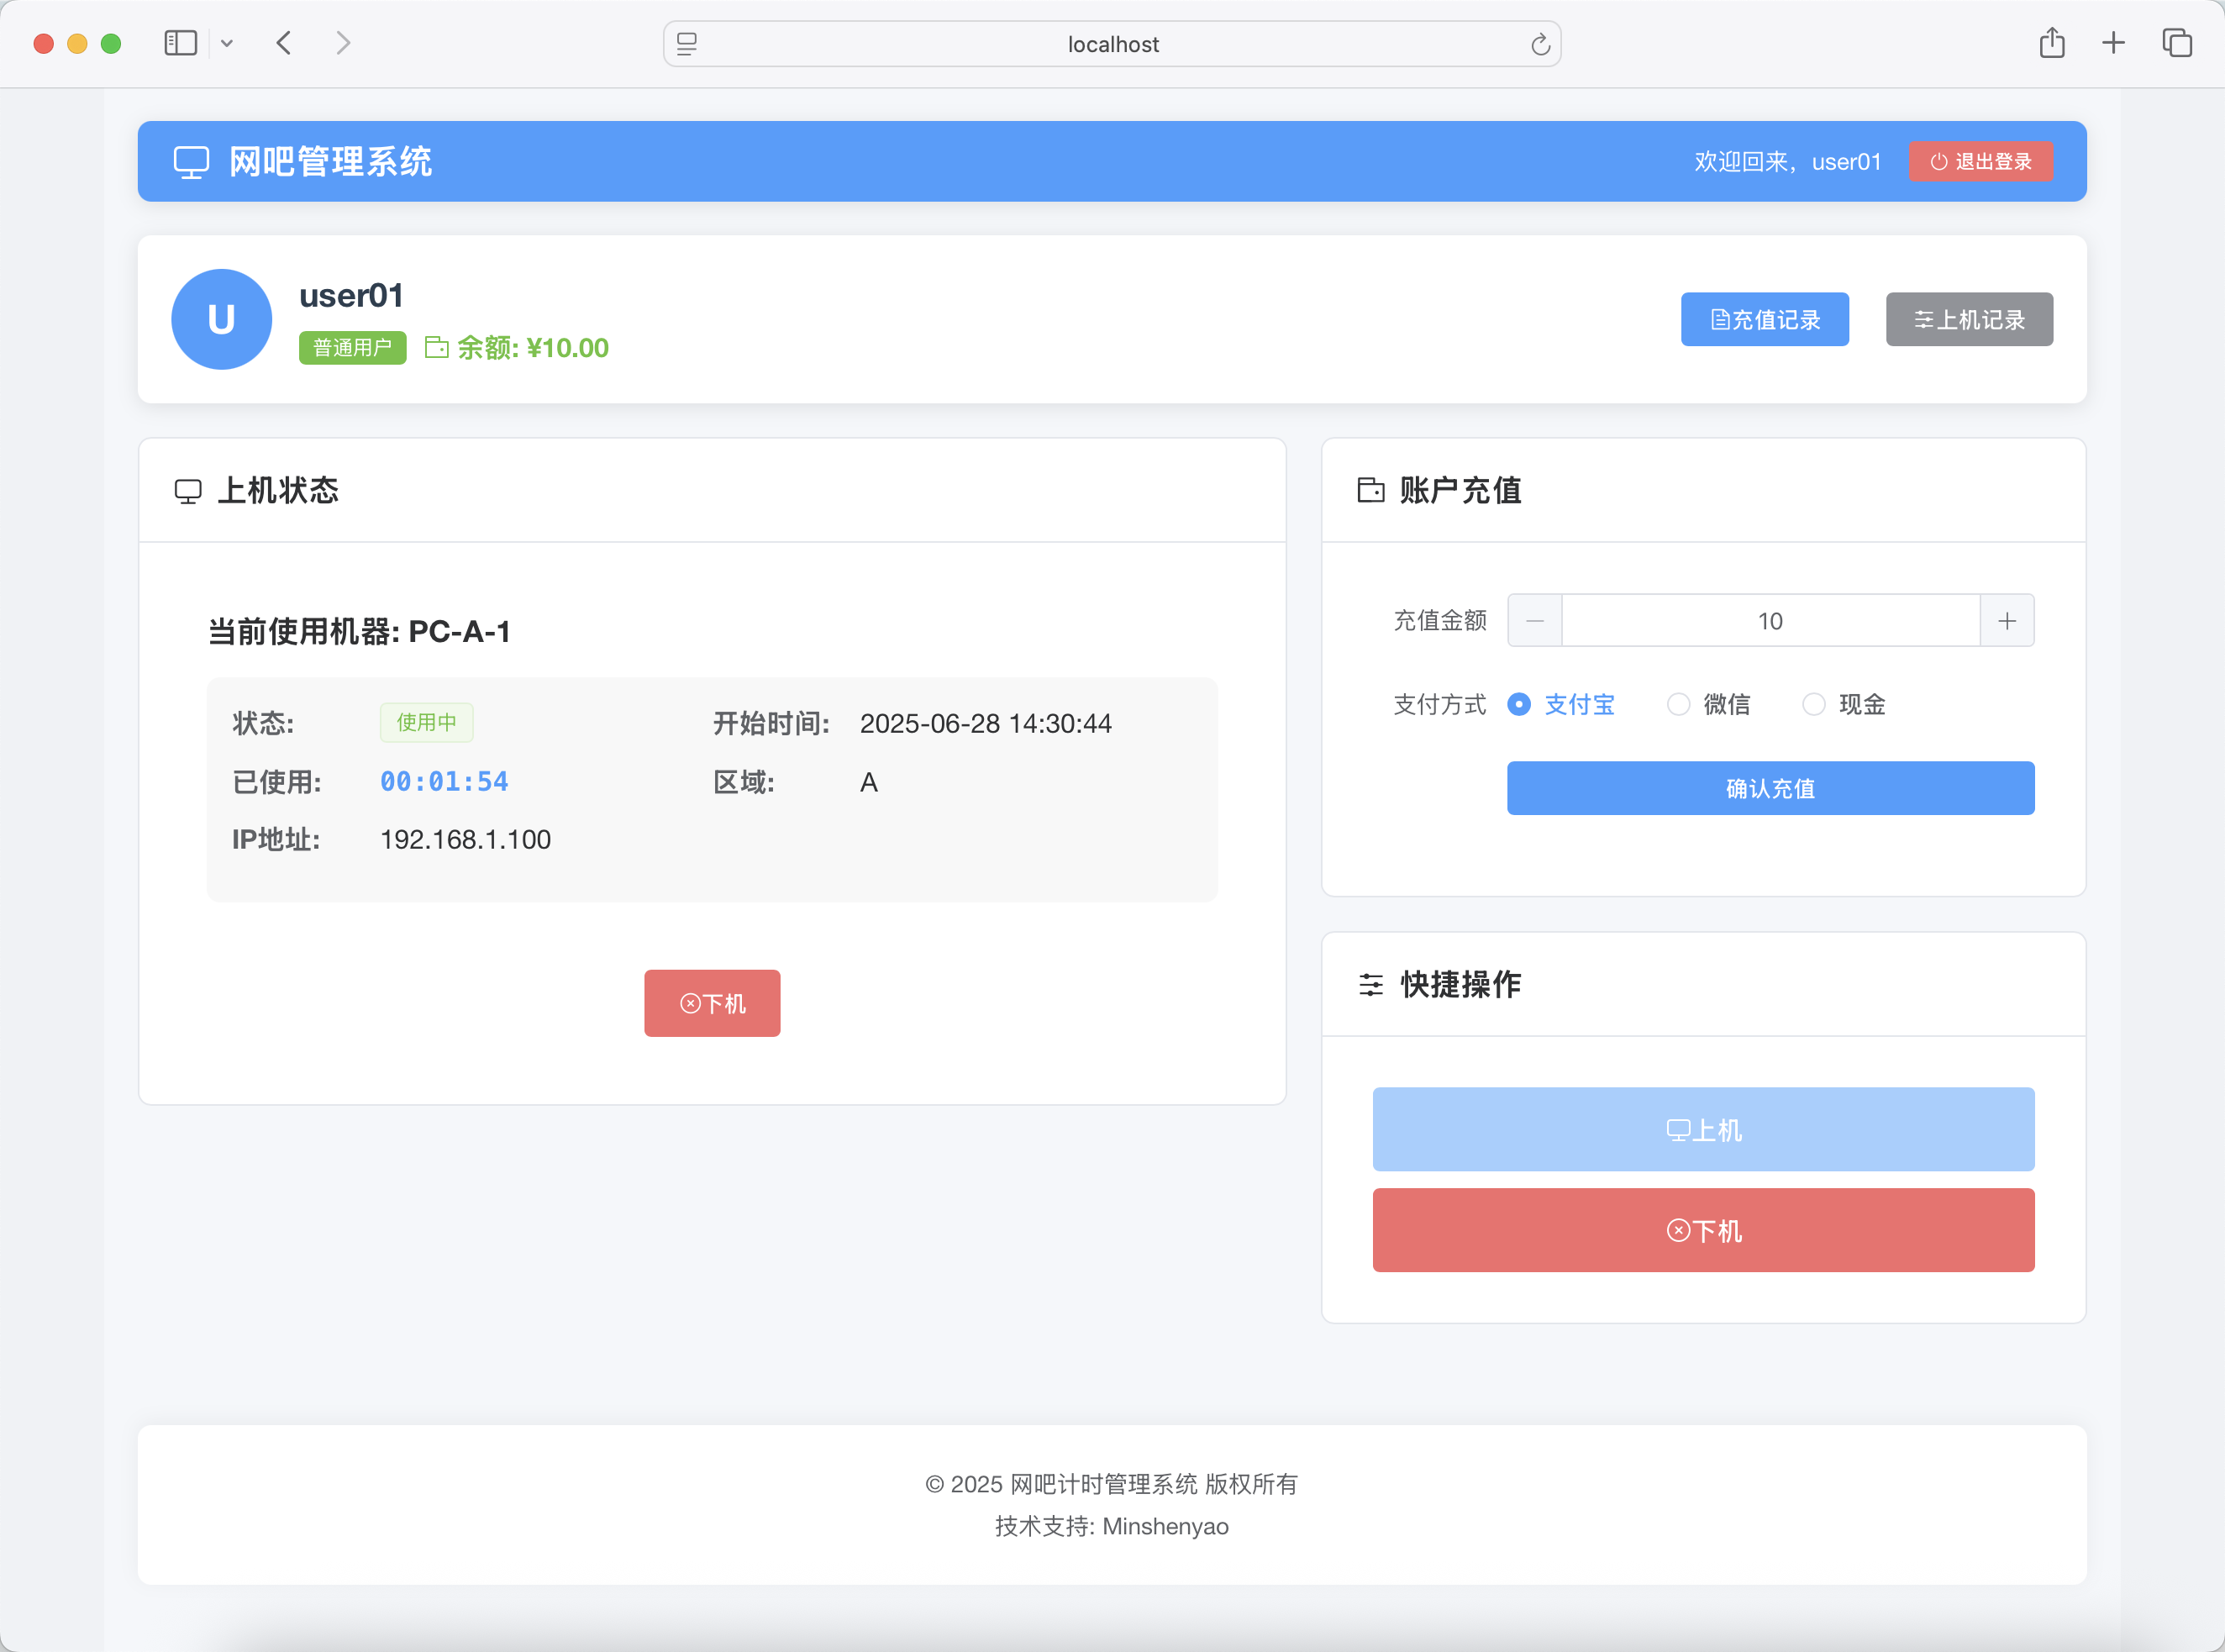 localhost
网吧管理系统
欢迎回来，user01
退出登录
U
user01
普通用户
余额: ¥10.00
充值记录
上机记录
上机状态
当前使用机器: PC-A-1
状态: 使用中 开始时间: 2025-06-28 14:30:44
已使用: 00:01:54 区域: A
IP地址: 192.168.1.100
下机
账户充值
充值金额 10
支付方式 支付宝 微信 现金
确认充值
快捷操作
上机
下机
© 2025 网吧计时管理系统 版权所有
技术支持: Minshenyao